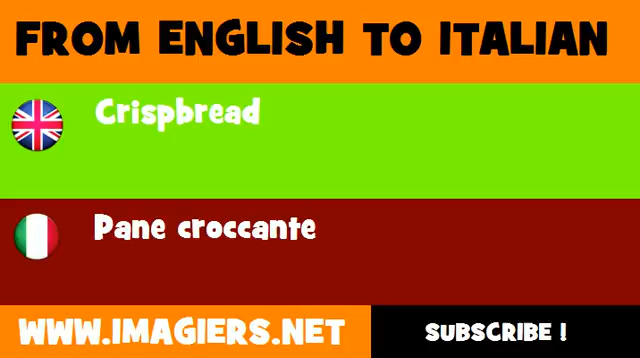 FROM ENGLISH TO ITALIAN
Crispbread
Pane croccante
WWW.IMAGIERS.NET
SUBSCRIBE !